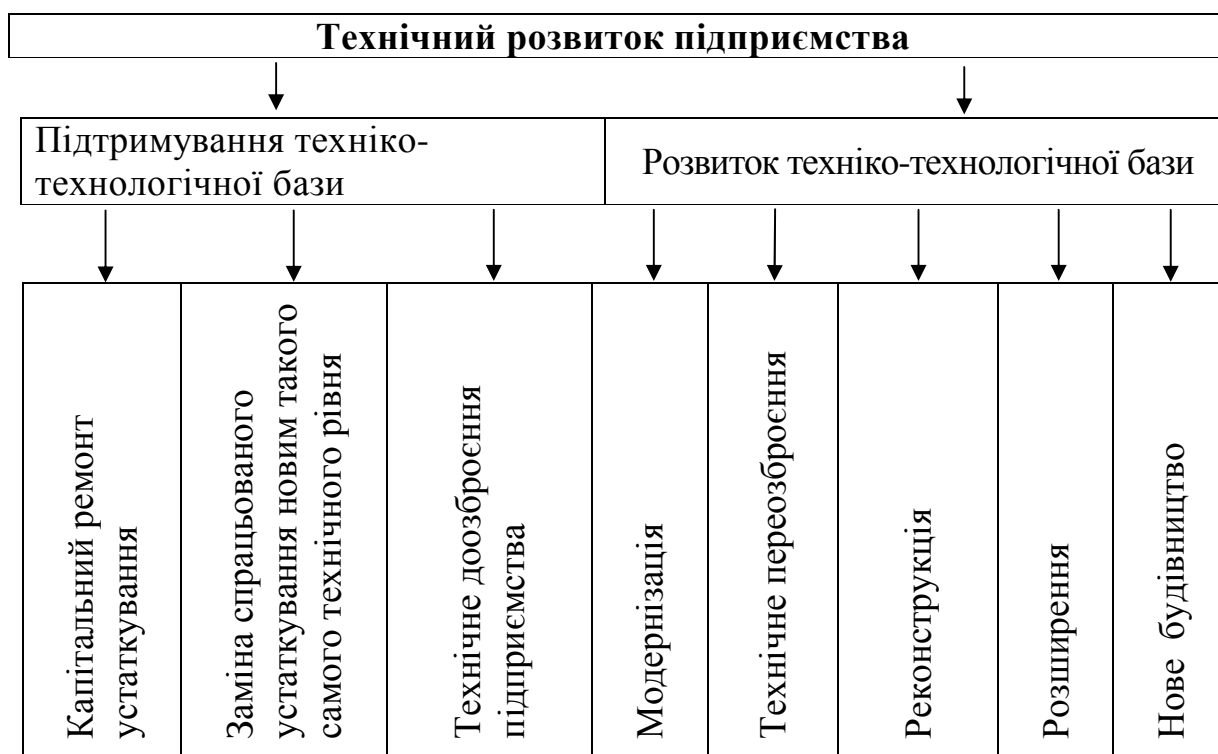 Технічний розвиток підприємства
Підтримування техніко-
технологічної бази
Розвиток техніко-технологічної бази
Капітальний ремонт
устаткування
Заміна спрацьованого
устаткування новим такого
самого технічного рівня
Технічне доозброєння
підприємства
Модернізація
Технічне переозброєння
Реконструкція
Розширення
Нове будівництво